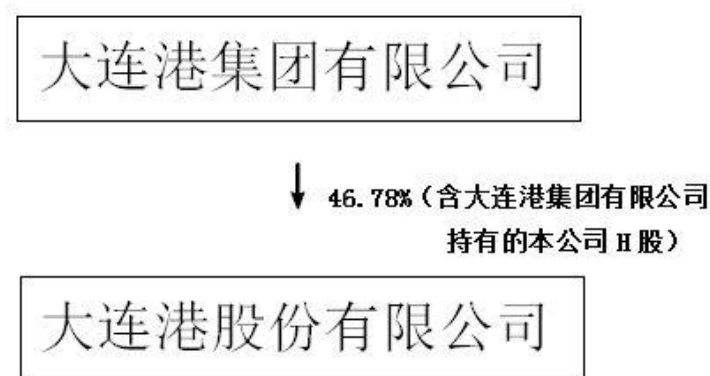 大连港集团有限公司
46.78%（含大连港集团有限公司
持有的本公司 H 股）
大连港股份有限公司